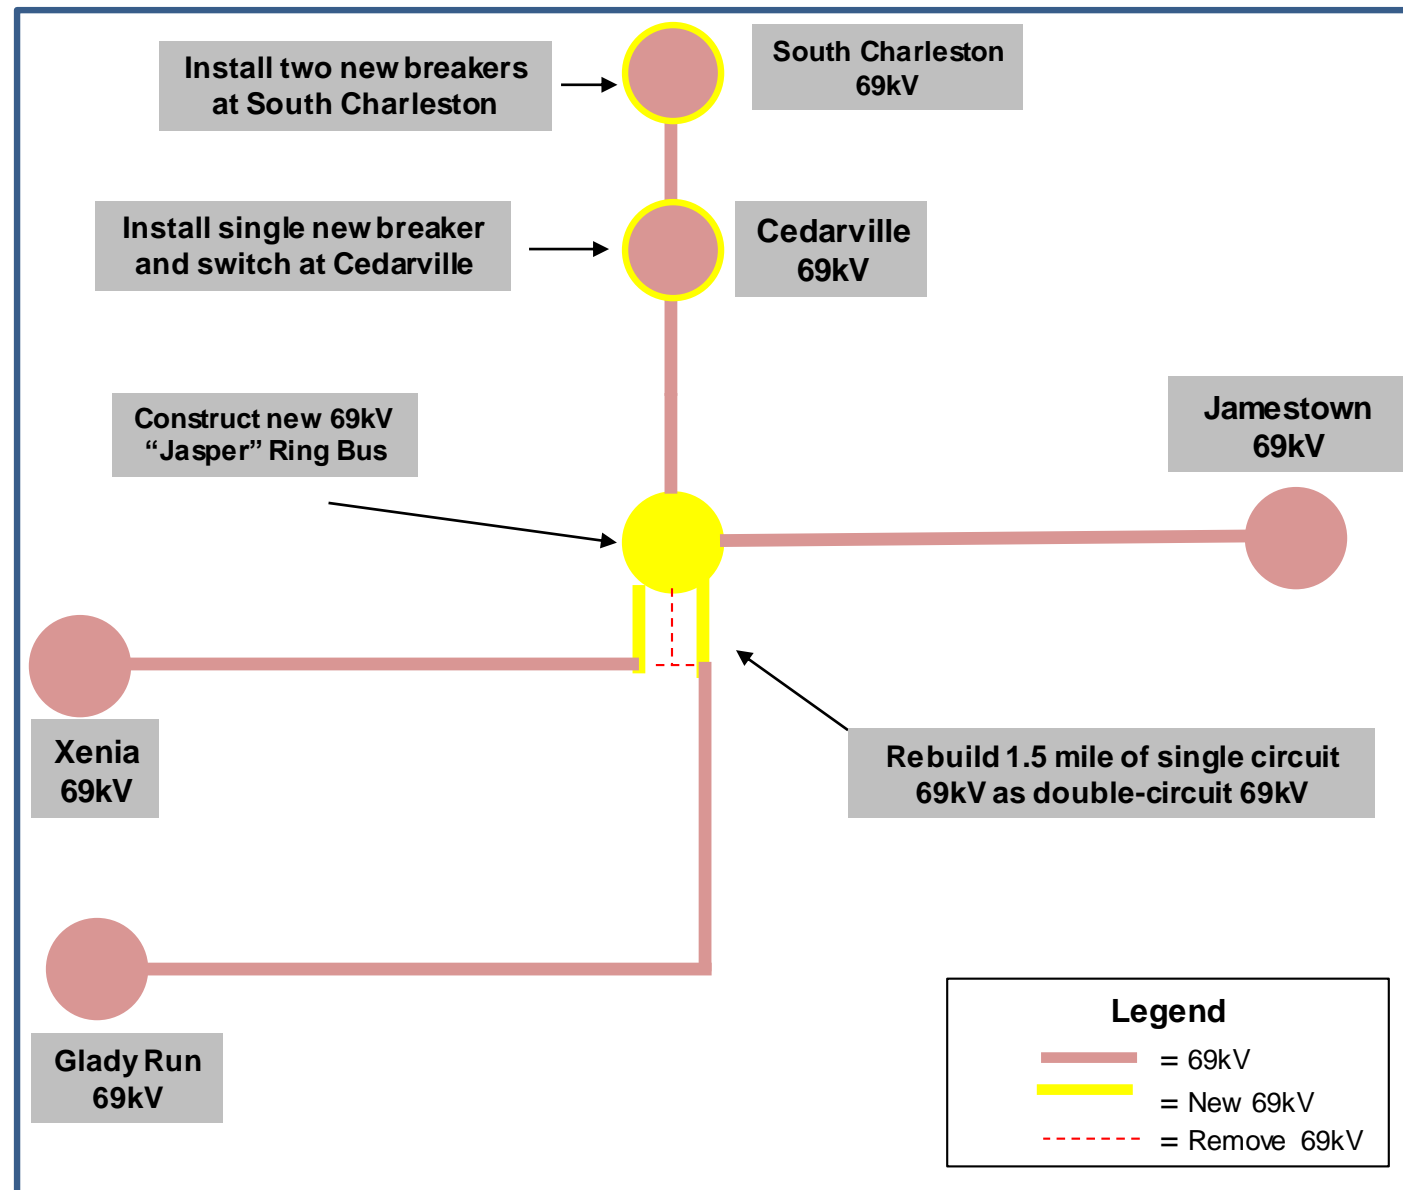 Install two new breakers
at South Charleston
South Charleston
69kV
Install single new breaker
and switch at Cedarville
Cedarville
69kV
Construct new 69kV
“Jasper” Ring Bus
Jamestown
69kV
Xenia
69kV
Rebuild 1.5 mile of single circuit
69kV as double-circuit 69kV
Glady Run
69kV
Legend
= 69kV
= New 69kV
= Remove 69kV